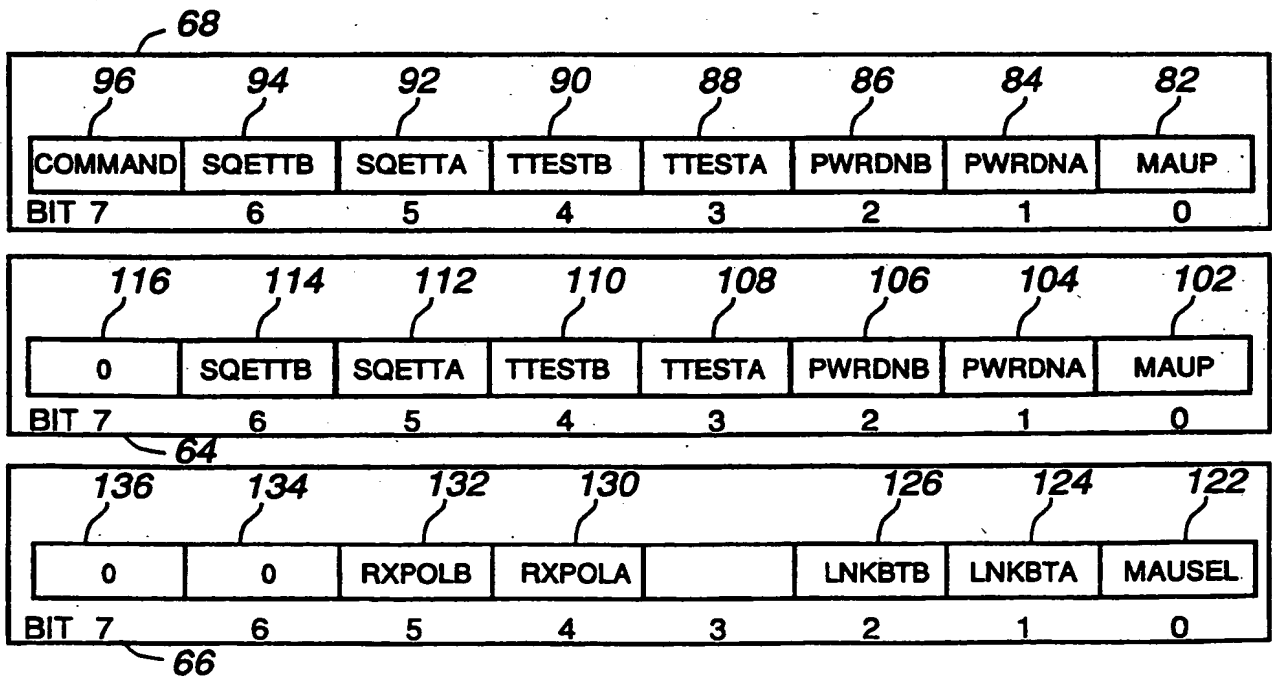 68
96 94 92 90 88 86 84 82
COMMAND SQETTB SQETTA TTESTB TTESTA PWRDNB PWRDNA MAUP
BIT 7 6 5 4 3 2 1 0
116 114 112 110 108 106 104 102
0 SQETTB SQETTA TTESTB TTESTA PWRDNB PWRDNA MAUP
BIT 7 6 5 4 3 2 1 0
64
136 134 132 130 126 124 122
0 0 RXPOLB RXPOLA LNKBTB LNKBTA MAUSEL
BIT 7 6 5 4 3 2 1 0
66